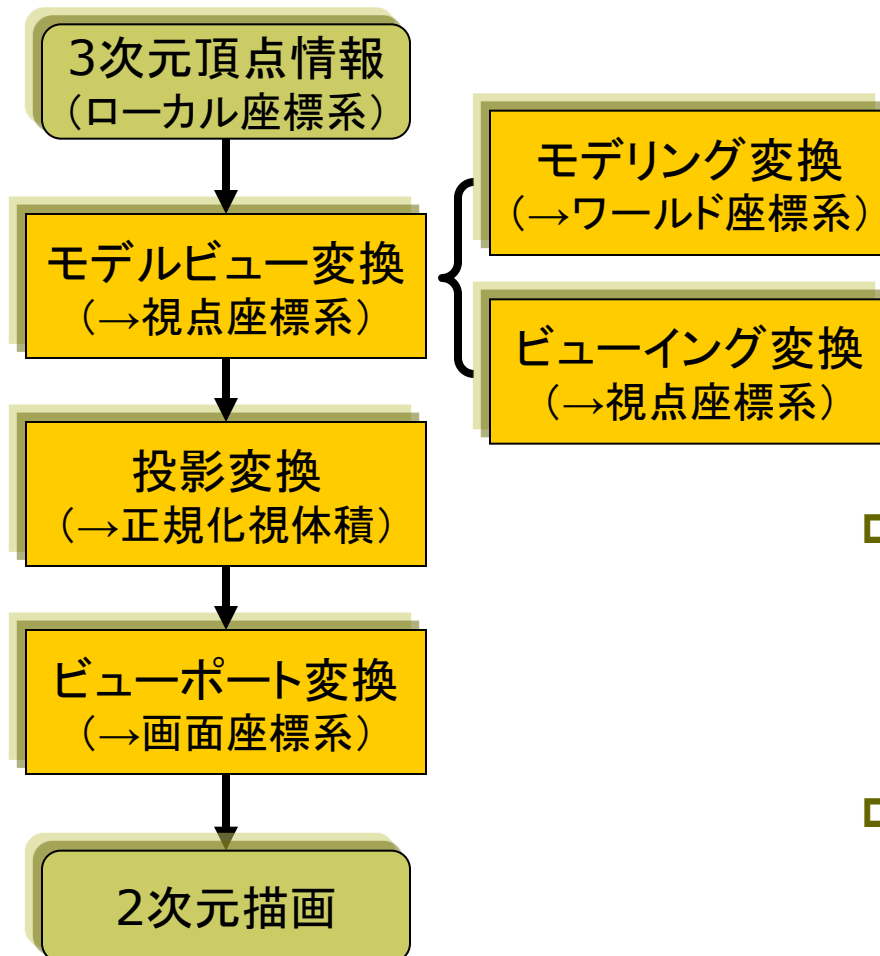 3次元頂点情報
（ローカル座標系）
モデルビュー変換
（→視点座標系）
モデリング変換
（→ワールド座標系）
ビューイング変換
（→視点座標系）
投影変換
（→正規化視体積）
ビューポート変換
（→画面座標系）
2次元描画